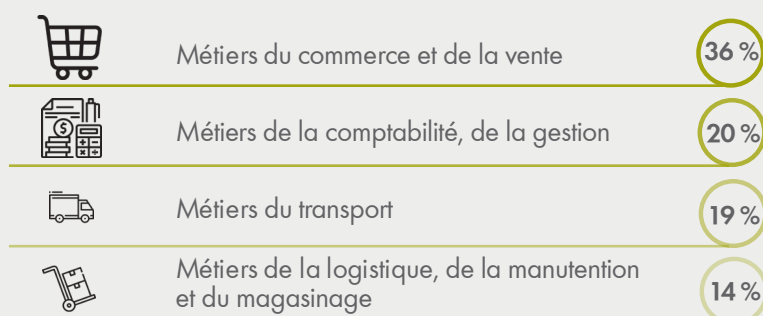 Métiers du commerce et de la vente
36 %
Métiers de la comptabilité, de la gestion
20 %
Métiers du transport
19 %
Métiers de la logistique, de la manutention
et du magasinage
14 %